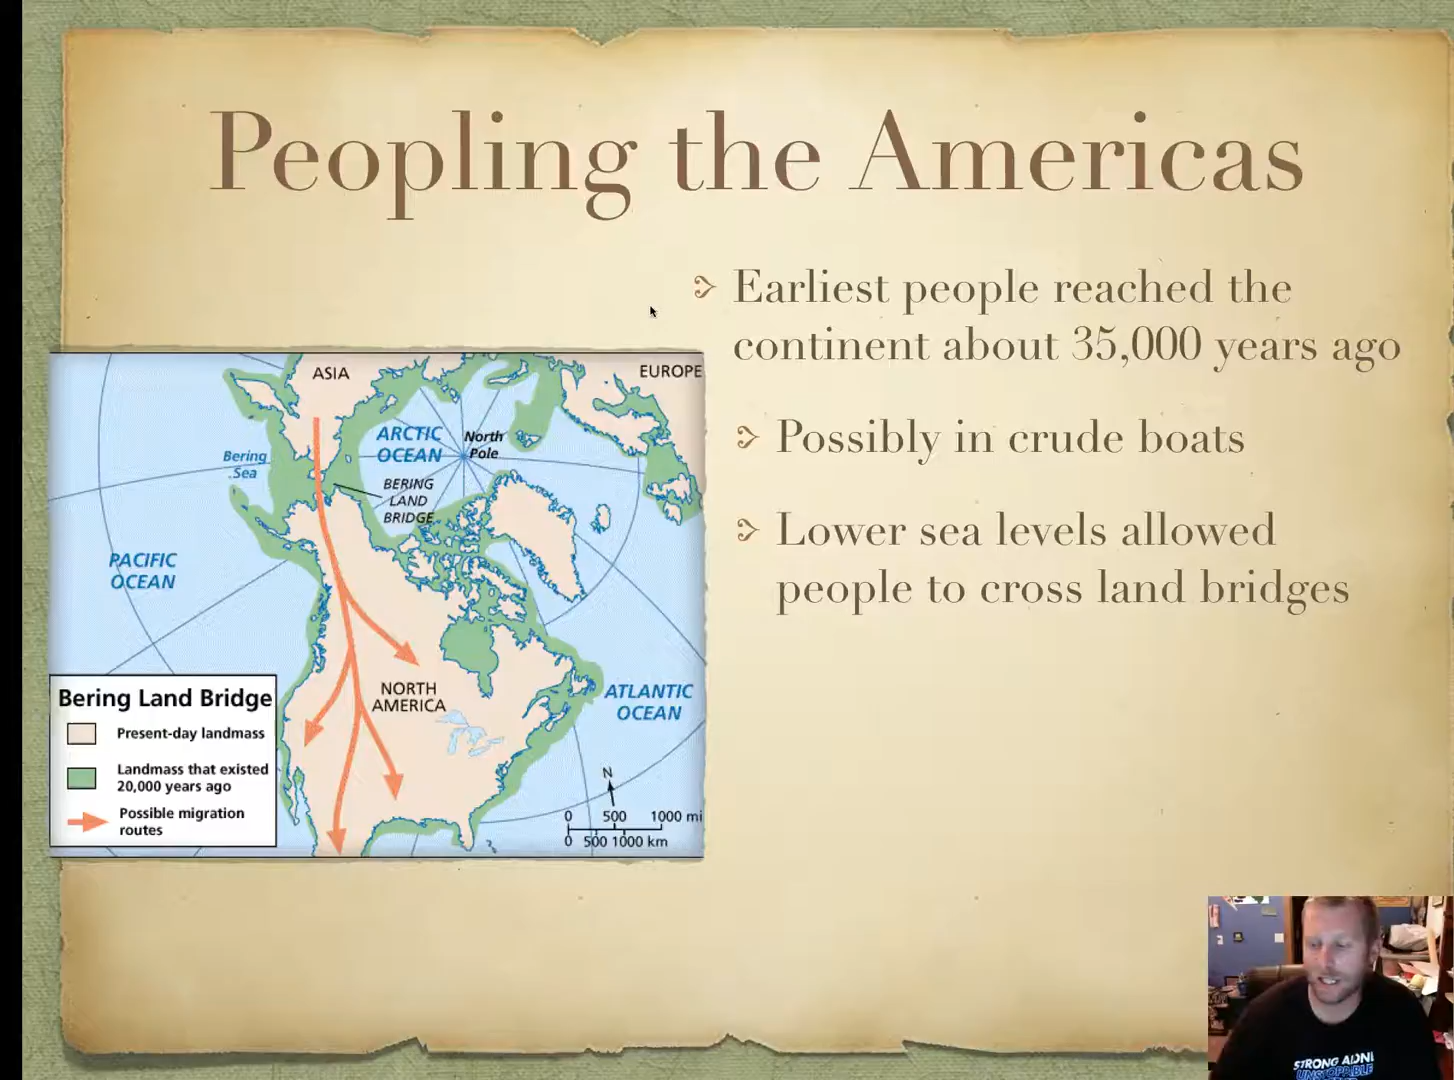 Peopling the Americas
Earliest people reached the
continent about 35,000 years ago
Possibly in crude boats
Lower sea levels allowed
people to cross land bridges
ASIA
EUROPE
ARCTIC
OCEAN
North
Pole
Bering
Sea
BERING
LAND
BRIDGE
PACIFIC
OCEAN
NORTH
AMERICA
ATLANTIC
OCEAN
Bering Land Bridge
Present-day landmass
Landmass that existed
20,000 years ago
Possible migration
routes
N
0 500 1000 mi
0 500 1000 km
STRONG ALONE
UNSTOPPABLE